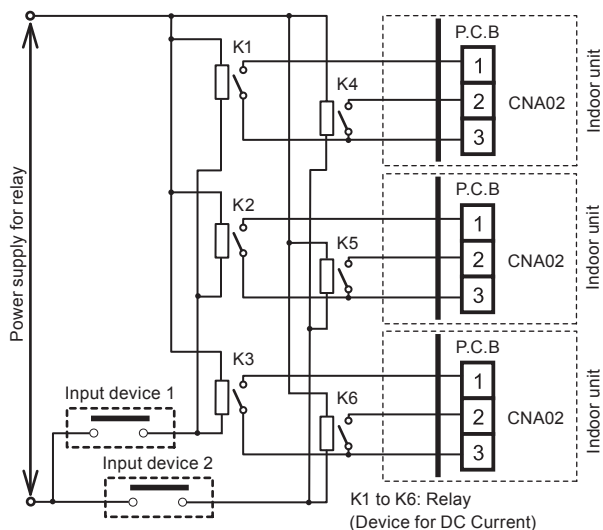 Power supply for relay
K1
K4
P.C.B
1
2
3
CNA02
Indoor unit
K2
K5
P.C.B
1
2
3
CNA02
Indoor unit
K3
K6
P.C.B
1
2
3
CNA02
Indoor unit
Input device 1
Input device 2
K1 to K6: Relay
(Device for DC Current)